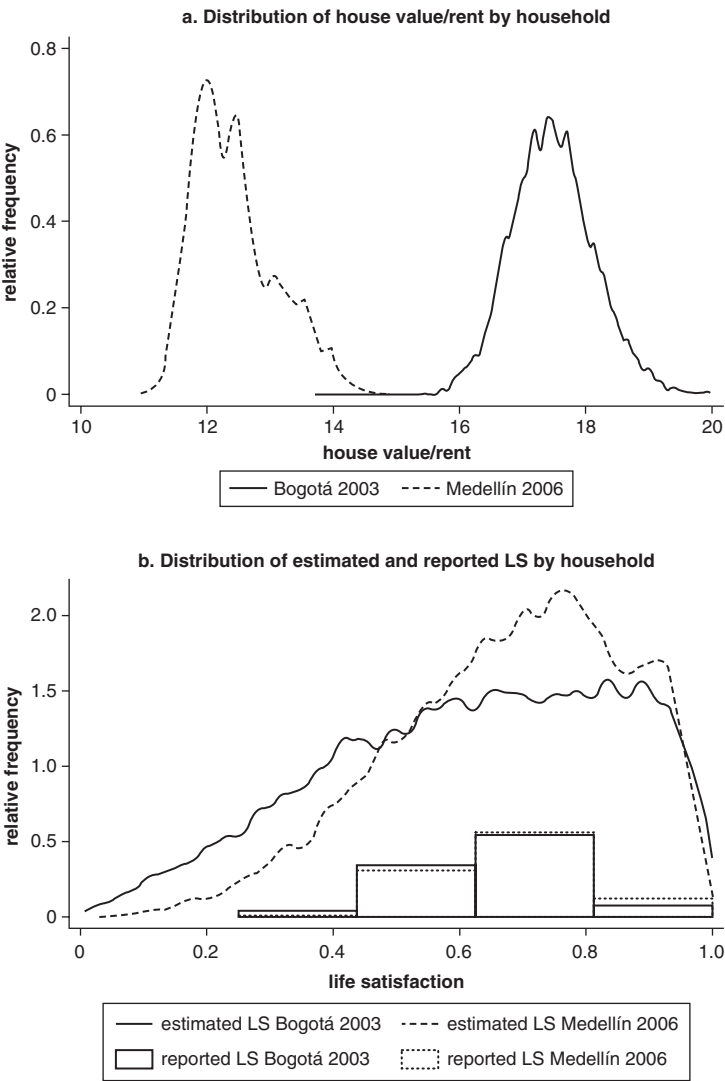 a. Distribution of house value/rent by household
relative frequency
0.8
0.6
0.4
0.2
0
10 12 14 16 18 20
house value/rent
Bogotá 2003 Medellín 2006
b. Distribution of estimated and reported LS by household
relative frequency
2.0
1.5
1.0
0.5
0
0 0.2 0.4 0.6 0.8 1.0
life satisfaction
estimated LS Bogotá 2003 estimated LS Medellín 2006
reported LS Bogotá 2003 reported LS Medellín 2006